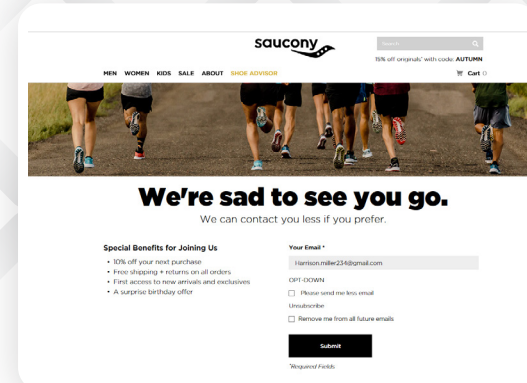 saucony
Search
15% off originals* with code: AUTUMN
MEN WOMEN KIDS SALE ABOUT SHOE ADVISOR
Cart 0
We're sad to see you go.
We can contact you less if you prefer.
Special Benefits for Joining Us
• 10% off your next purchase
• Free shipping + returns on all orders
• First access to new arrivals and exclusives
• A surprise birthday offer
Your Email *
Harrison.miller234@gmail.com
OPT-DOWN
Please send me less email
Unsubscribe
Remove me from all future emails
Submit
*Required Fields